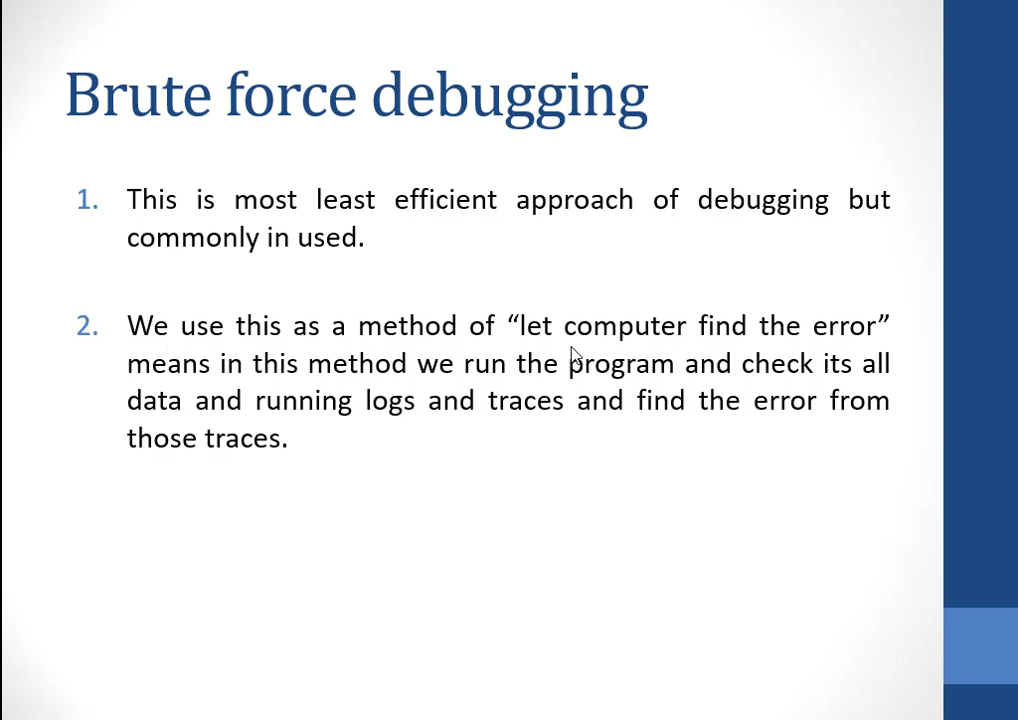 Brute force debugging
1. This is most least efficient approach of debugging but
commonly in used.
2. We use this as a method of “let computer find the error”
means in this method we run the program and check its all
data and running logs and traces and find the error from
those traces.